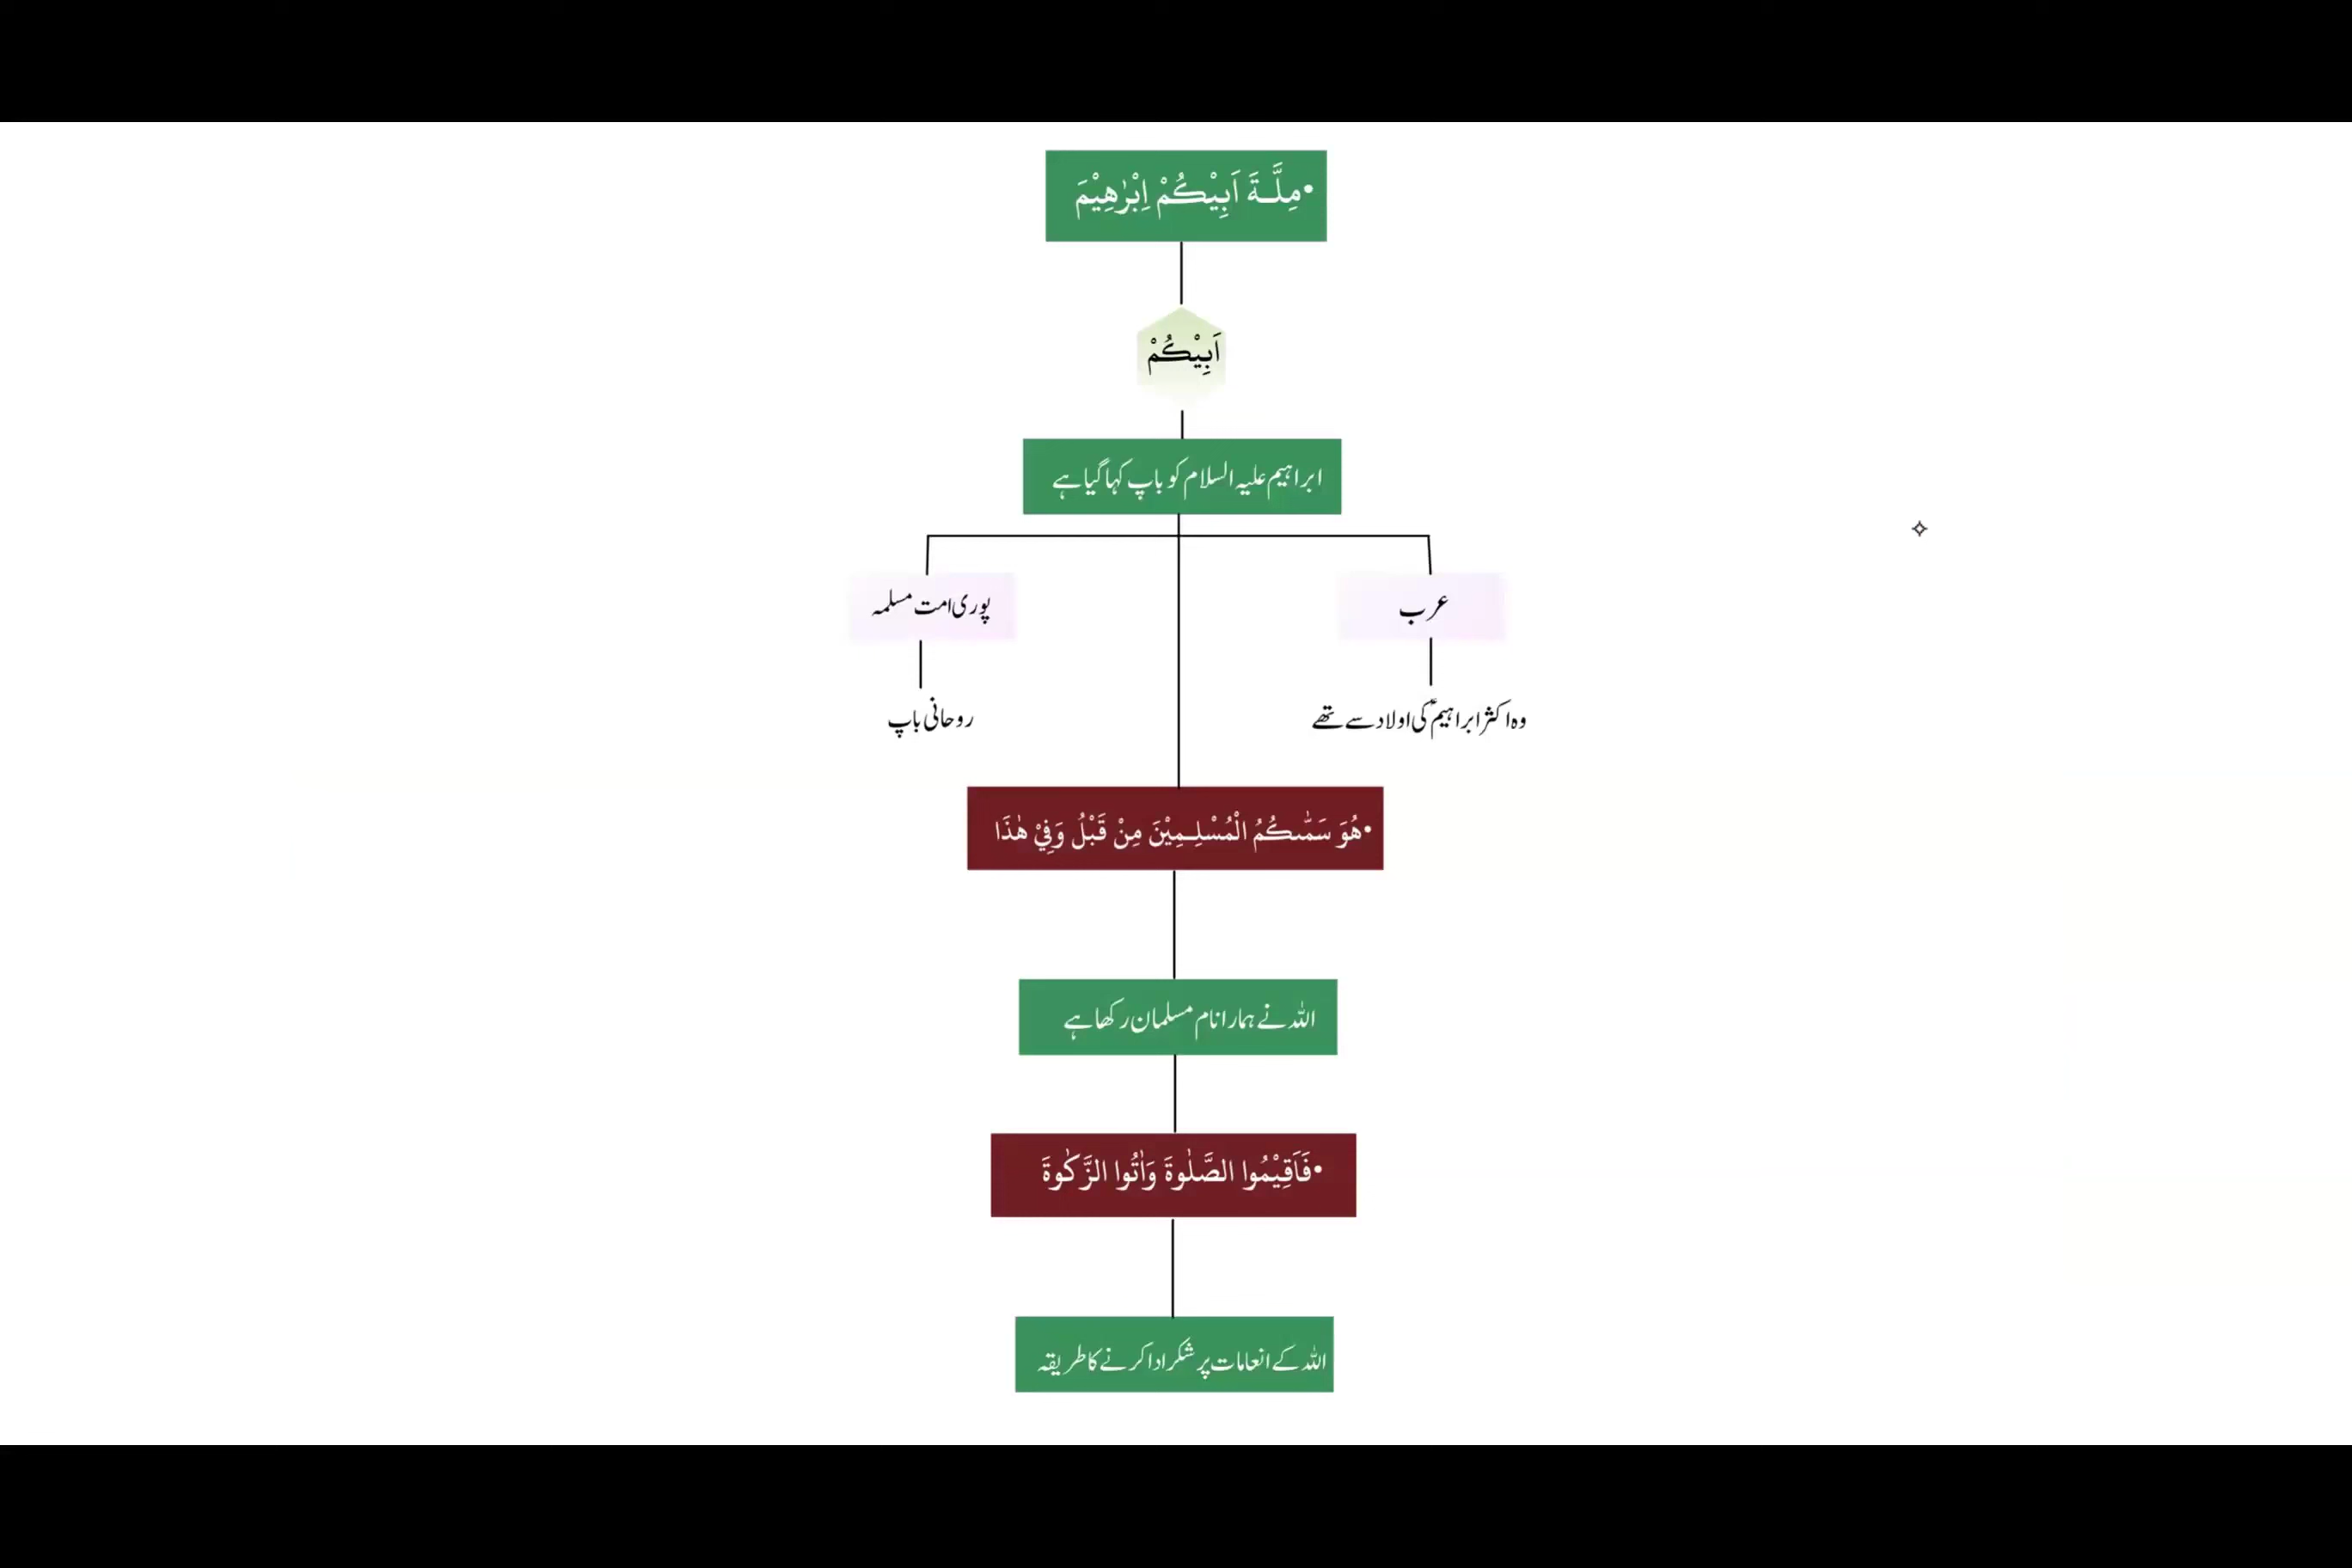 •مِلَّـةَ اَبِيْكُمْ اِبْرٰهِيْمَ
اَبِيْكُمْ
ابراہیم علیہ السلام کو باپ کہا گیا ہے
عرب
پوری امت مسلمہ
وہ اکثر ابراہیمؑ کی اولاد سے تھے
روحانی باپ
•هُوَ سَمّٰىكُمُ الْمُسْلِـمِيْنَ مِنْ قَبْلُ وَفِيْ هٰذَا
اللہ نے ہمارا نام مسلمان رکھا ہے
•فَاَقِيْمُوا الصَّلٰوةَ وَاٰتُوا الزَّكٰوةَ
اللہ کے انعامات پر شکر ادا کرنے کا طریقہ